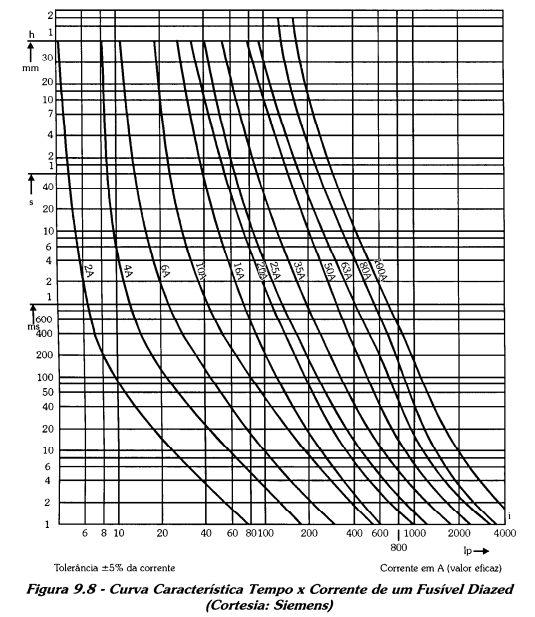 2
1
h
mm
30
20
10
7
4
2
1
s
40
20
10
6
4
2
1
ms
600
400
200
100
50
40
20
10
6
4
2
1
2A
4A
6A
10A
16A
20A
25A
35A
50A
63A
80A
100A
6 8 10 20 40 60 80 100 200 400 600 1000 2000 4000
800
i
Ip
Tolerância ±5% da corrente
Corrente em A (valor eficaz)
Figura 9.8 - Curva Característica Tempo x Corrente de um Fusível Diazed
(Cortesia: Siemens)